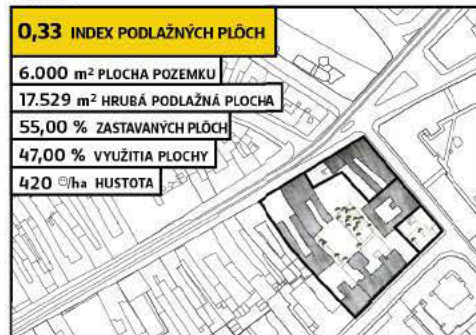 0,33 INDEX PODLAŽNÝCH PLÔCH
6.000 m² PLOCHA POZEMKU
17.529 m² HRUBÁ PODLAŽNÁ PLOCHA
55,00 % ZASTAVANÝCH PLÔCH
47,00 % VYUŽITIA PLOCHY
420 ☺/ha HUSTOTA